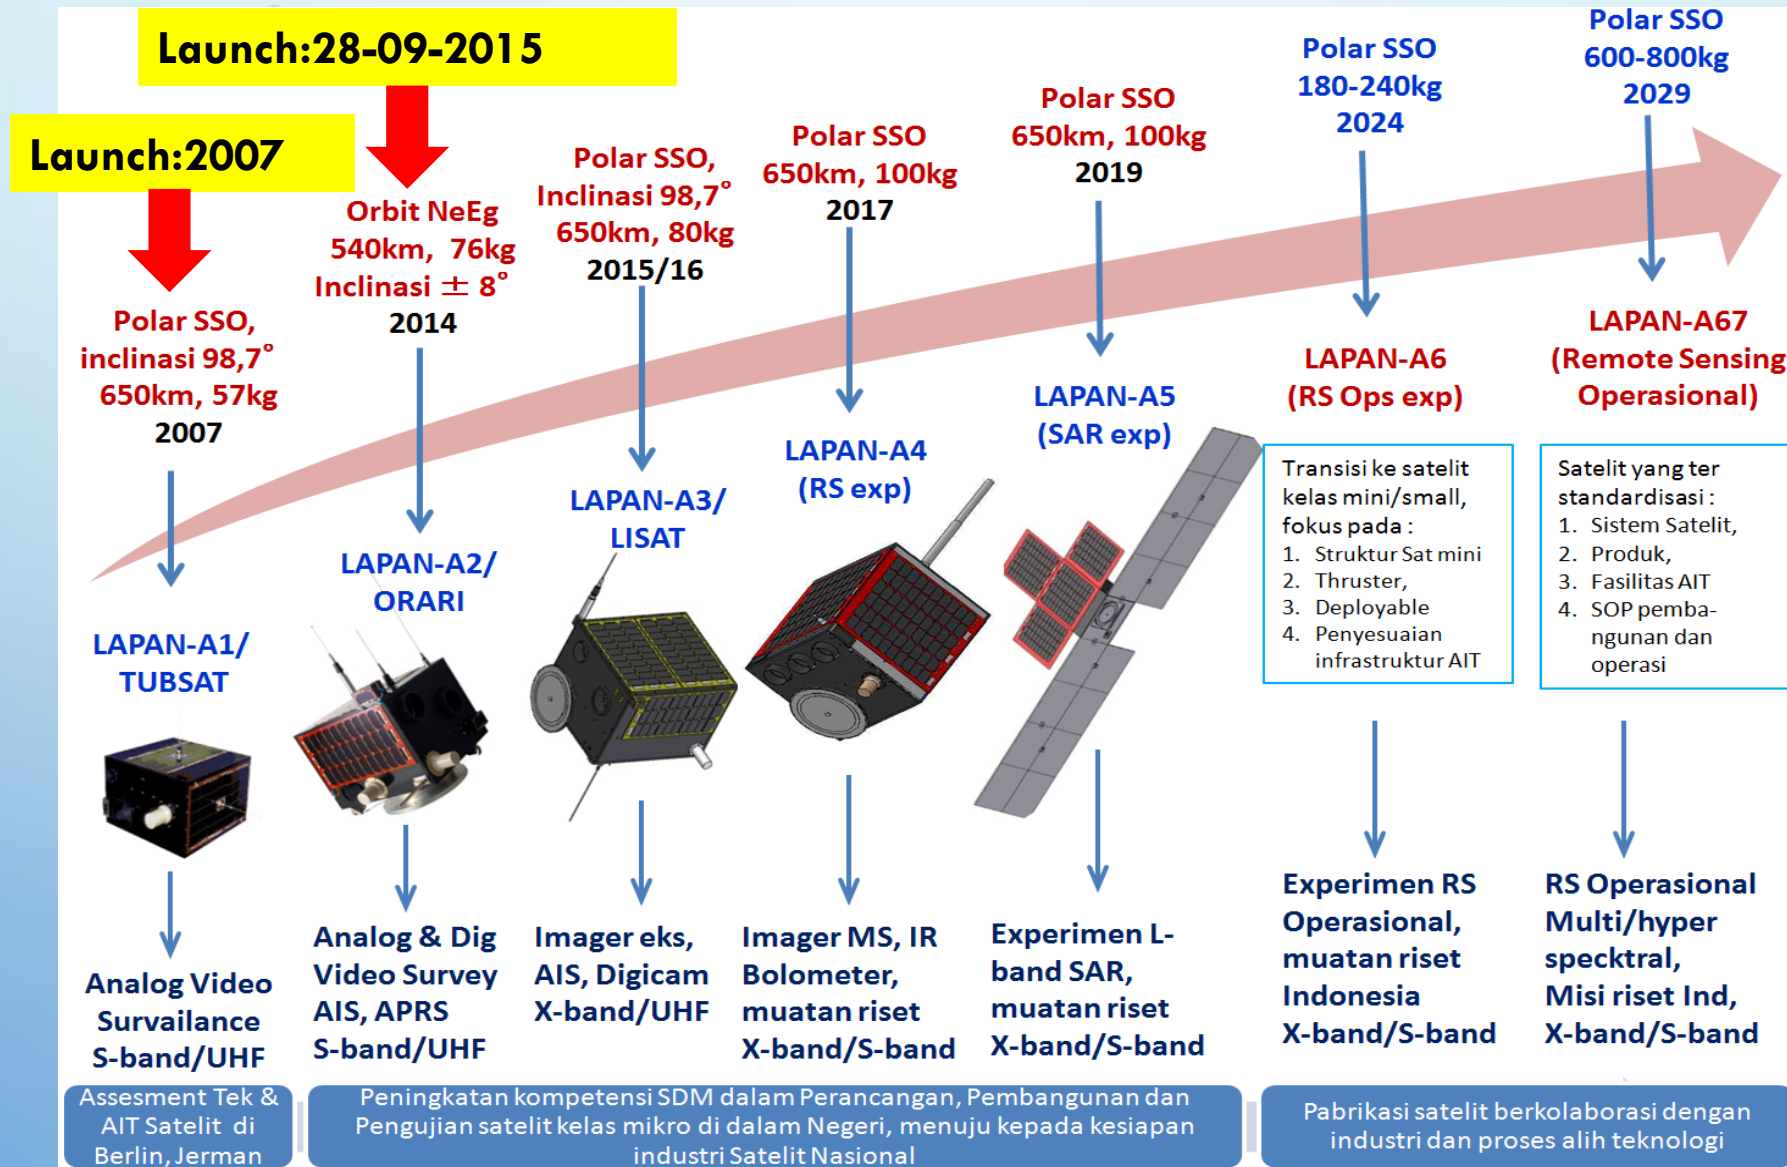 Launch:28-09-2015
Launch:2007
Polar SSO,
inclinasi 98,7°
650km, 57kg
2007
LAPAN-A1/
TUBSAT
Analog Video
Survailance
S-band/UHF
Orbit NeEg
540km, 76kg
Inclinasi ± 8°
2014
LAPAN-A2/
ORARI
Analog & Dig
Video Survey
AIS, APRS
S-band/UHF
Polar SSO,
Inclinasi 98,7°
650km, 80kg
2015/16
LAPAN-A3/
LISAT
Imager eks,
AIS, Digicam
X-band/UHF
Polar SSO
650km, 100kg
2017
LAPAN-A4
(RS exp)
Imager MS, IR
Bolometer,
muatan riset
X-band/S-band
Polar SSO
650km, 100kg
2019
LAPAN-A5
(SAR exp)
Experimen L-
band SAR,
muatan riset
X-band/S-band
Polar SSO
180-240kg
2024
LAPAN-A6
(RS Ops exp)
Transisi ke satelit
kelas mini/small,
fokus pada :
1. Struktur Sat mini
2. Thruster,
3. Deployable
4. Penyesuaian
infrastruktur AIT
Experimen RS
Operasional,
muatan riset
Indonesia
X-band/S-band
Polar SSO
600-800kg
2029
LAPAN-A67
(Remote Sensing
Operasional)
Satelit yang ter
standardisasi :
1. Sistem Satelit,
2. Produk,
3. Fasilitas AIT
4. SOP pemba-
ngunan dan
operasi
RS Operasional
Multi/hyper
specktral,
Misi riset Ind,
X-band/S-band
Assesment Tek &
AIT Satelit di
Berlin, Jerman
Peningkatan kompetensi SDM dalam Perancangan, Pembangunan dan
Pengujian satelit kelas mikro di dalam Negeri, menuju kepada kesiapan
industri Satelit Nasional
Pabrikasi satelit berkolaborasi dengan
industri dan proses alih teknologi